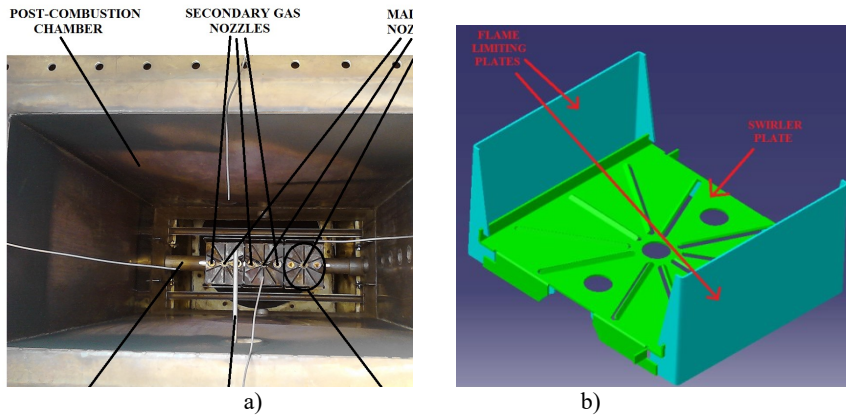 POST-COMBUSTION
CHAMBER
SECONDARY GAS
NOZZLES
FLAME
LIMITING
PLATES
SWIRLER
PLATE
a)
b)